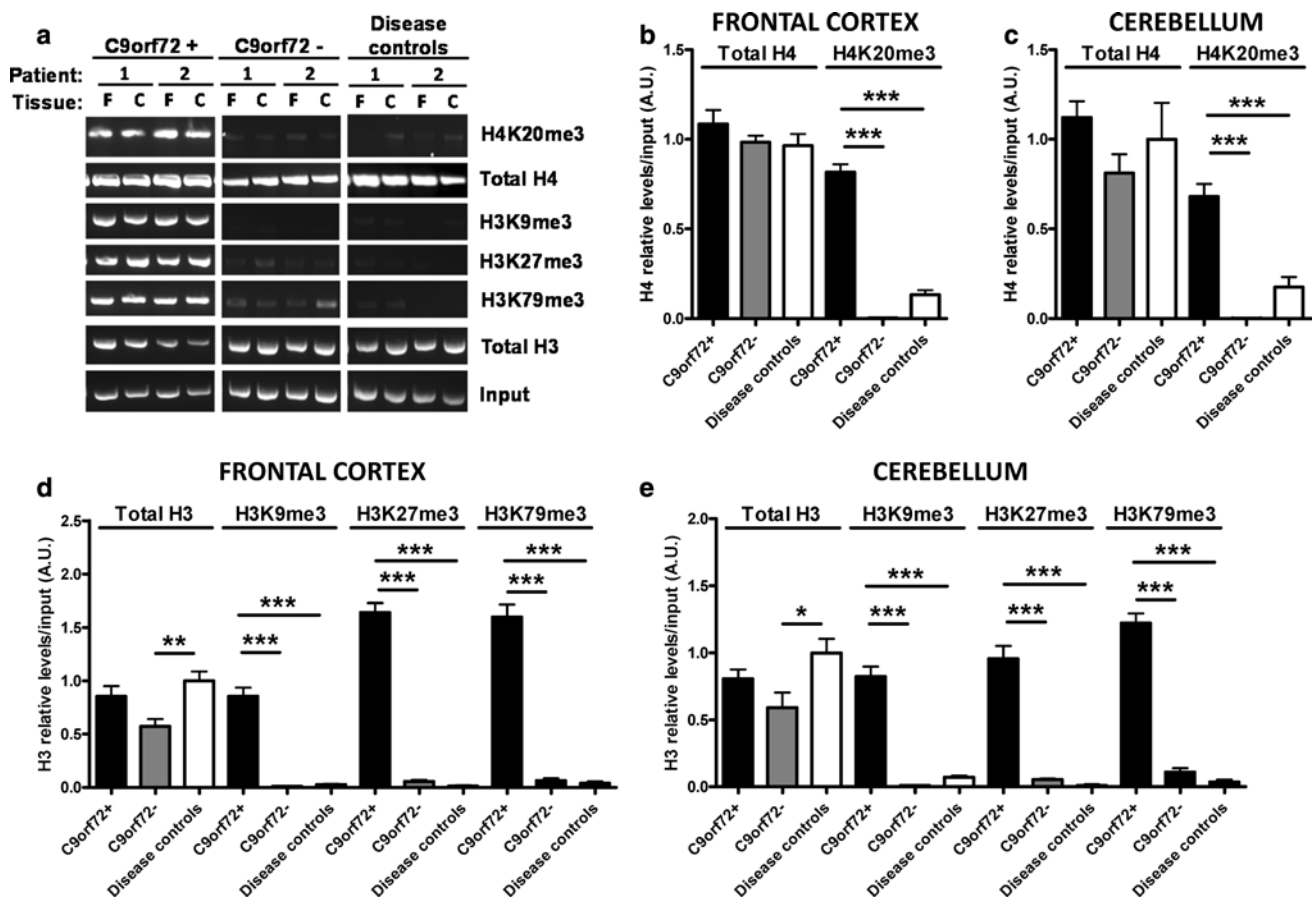 a
C9orf72 + C9orf72 - Disease controls
Patient: 1 2 1 2 1 2
Tissue: F C F C F C F C F C F C
H4K20me3
Total H4
H3K9me3
H3K27me3
H3K79me3
Total H3
Input
b
FRONTAL CORTEX
Total H4 H4K20me3
H4 relative levels/input (A.U.)
1.5
1.0
0.5
0.0
***
***
C9orf72+ C9orf72- Disease controls C9orf72+ C9orf72- Disease controls
c
CEREBELLUM
Total H4 H4K20me3
H4 relative levels/input (A.U.)
1.5
1.0
0.5
0.0
***
***
C9orf72+ C9orf72- Disease controls C9orf72+ C9orf72- Disease controls
d
FRONTAL CORTEX
Total H3 H3K9me3 H3K27me3 H3K79me3
H3 relative levels/input (A.U.)
2.5
2.0
1.5
1.0
0.5
0.0
** *** *** *** *** *** ***
C9orf72+ C9orf72- Disease controls C9orf72+ C9orf72- Disease controls C9orf72+ C9orf72- Disease controls C9orf72+ C9orf72- Disease controls
e
CEREBELLUM
Total H3 H3K9me3 H3K27me3 H3K79me3
H3 relative levels/input (A.U.)
2.0
1.5
1.0
0.5
0.0
* *** *** *** *** *** ***
C9orf72+ C9orf72- Disease controls C9orf72+ C9orf72- Disease controls C9orf72+ C9orf72- Disease controls C9orf72+ C9orf72- Disease controls